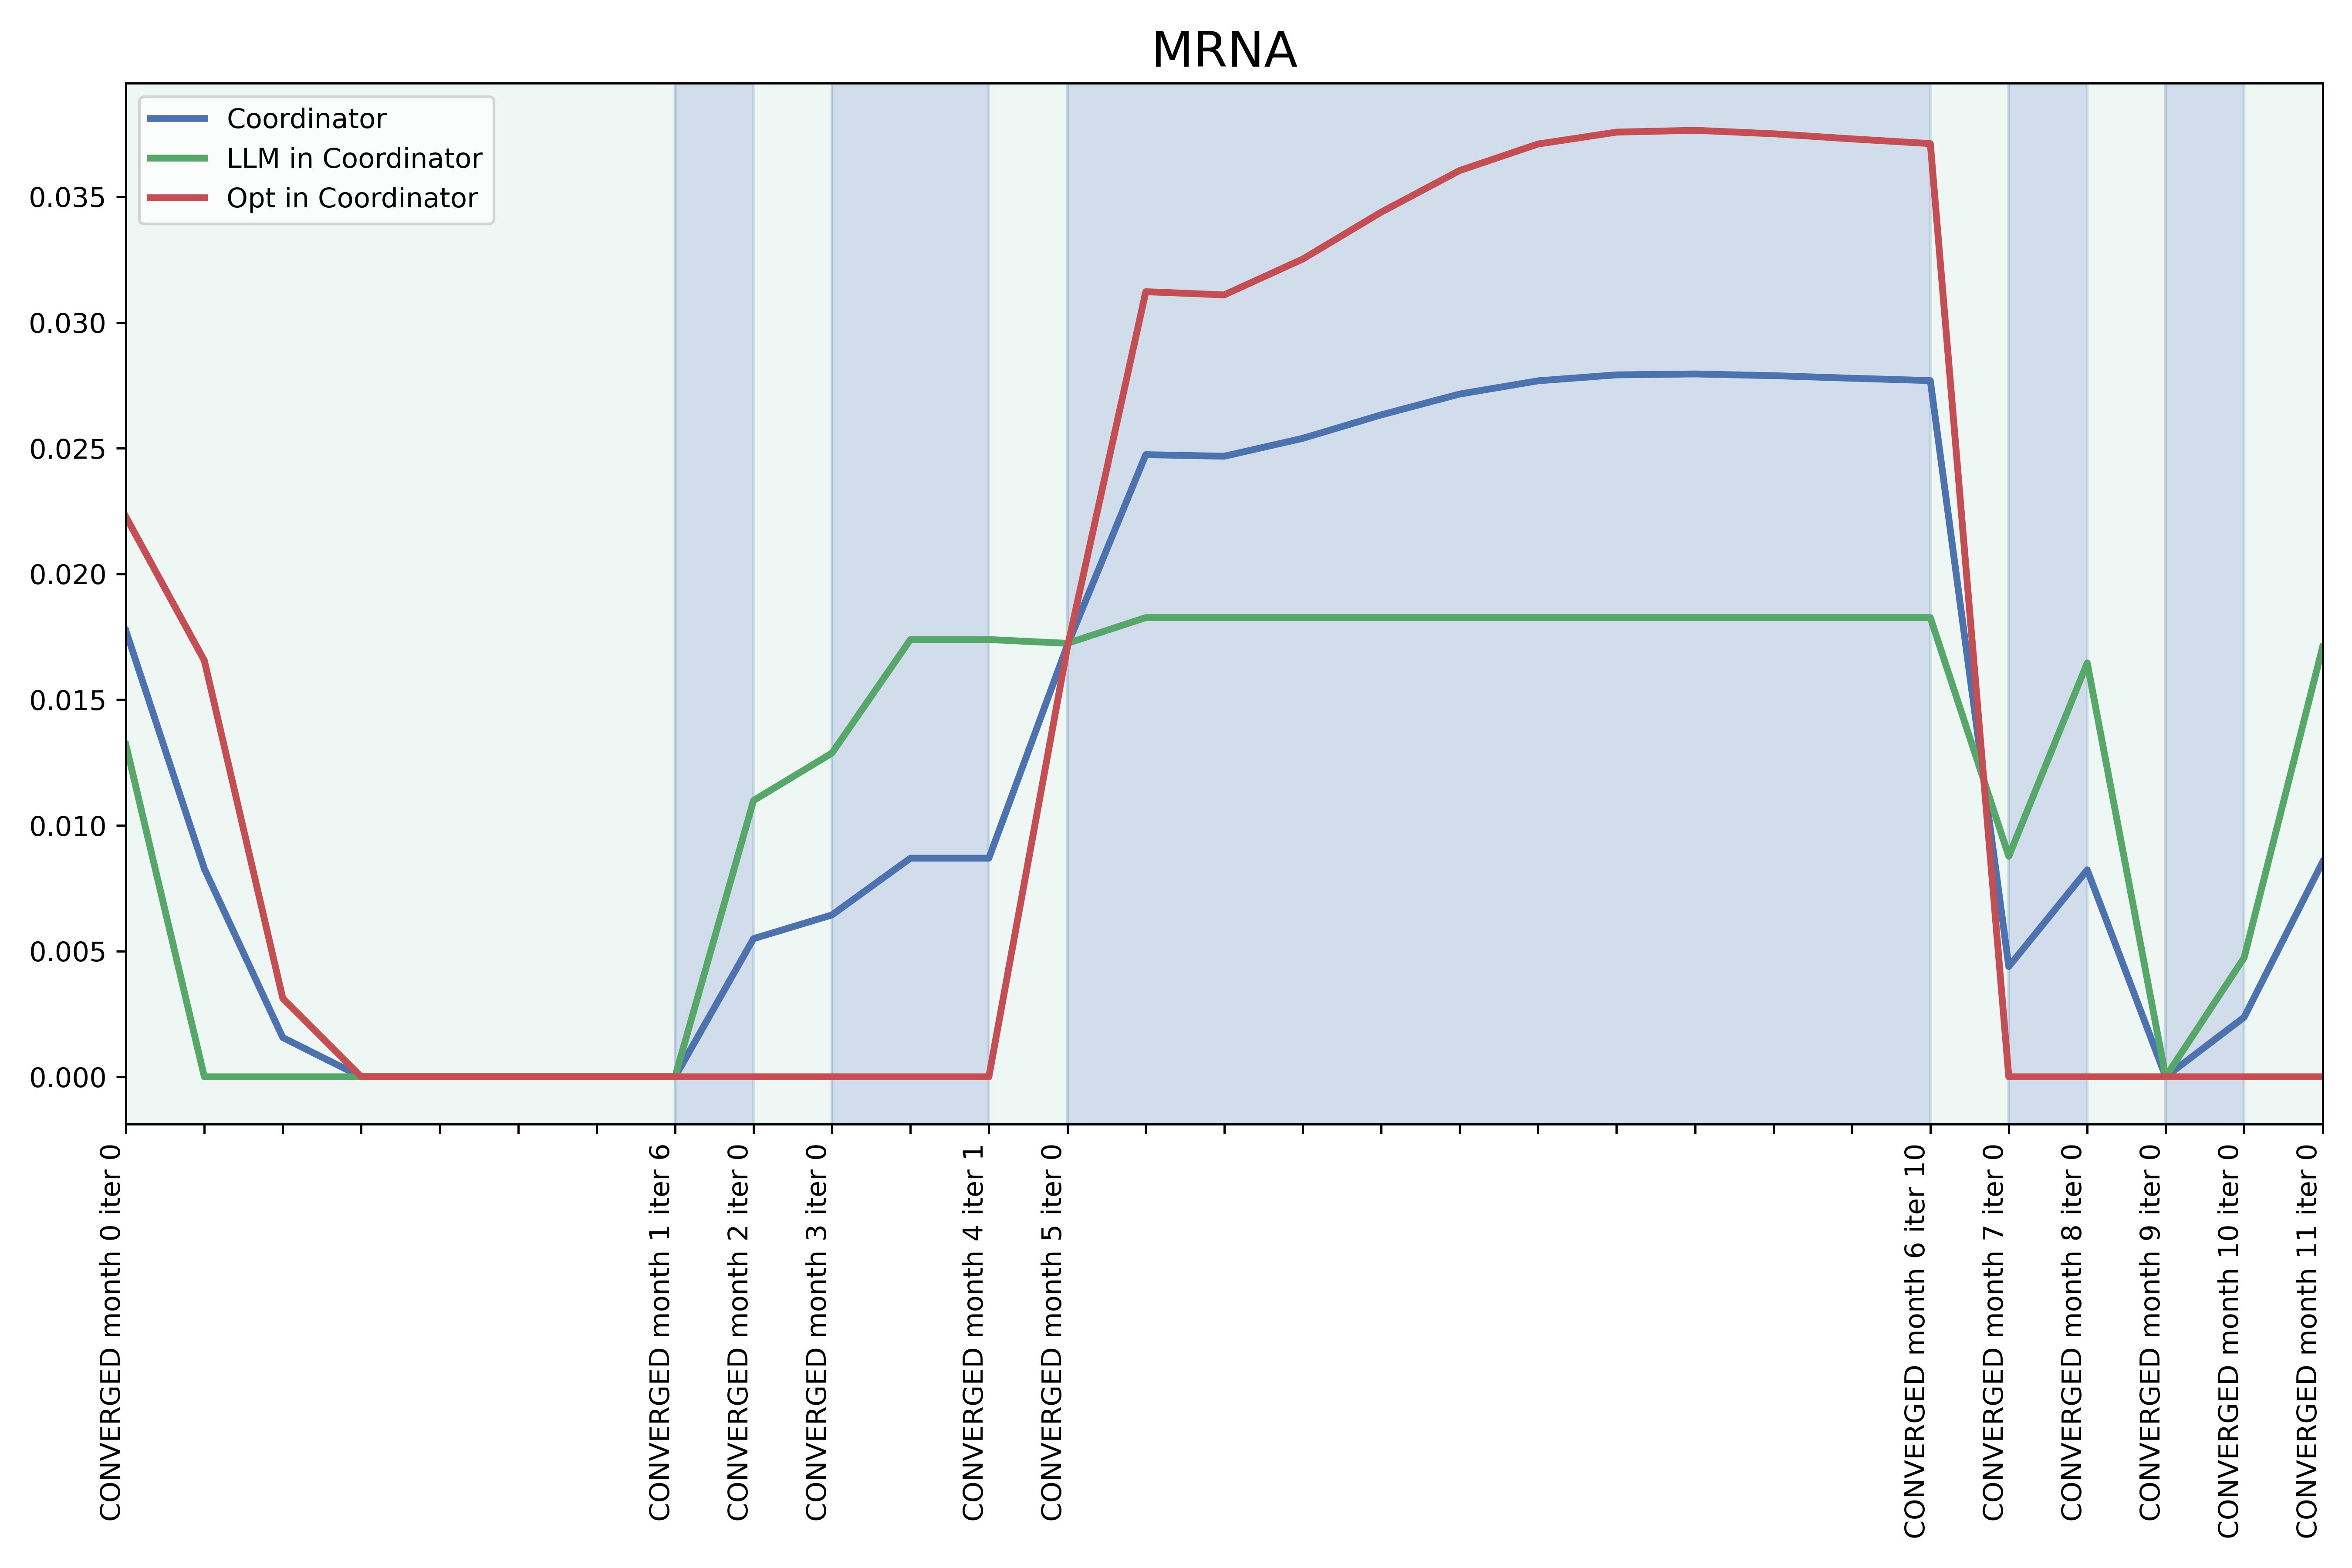 MRNA
Coordinator
LLM in Coordinator
Opt in Coordinator
0.035
0.030
0.025
0.020
0.015
0.010
0.005
0.000
CONVERGED month 0 iter 0
CONVERGED month 1 iter 6
CONVERGED month 2 iter 0
CONVERGED month 3 iter 0
CONVERGED month 4 iter 1
CONVERGED month 5 iter 0
CONVERGED month 6 iter 10
CONVERGED month 7 iter 0
CONVERGED month 8 iter 0
CONVERGED month 9 iter 0
CONVERGED month 10 iter 0
CONVERGED month 11 iter 0